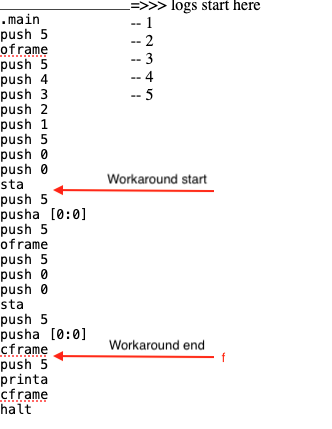 =>>> logs start here
-- 1
-- 2
-- 3
-- 4
-- 5
.main
push 5
oframe
push 5
push 4
push 3
push 2
push 1
push 5
push 0
push 0
sta
Workaround start
push 5
pusha [0:0]
push 5
oframe
push 5
push 0
push 0
sta
push 5
pusha [0:0]
cframe
Workaround end
f
push 5
printa
cframe
halt